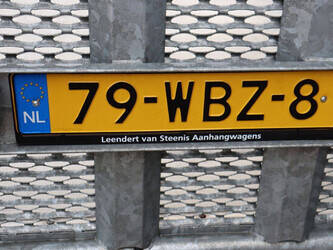 NL 79-WBZ-8
Leendert van Steenis Aanhangwagens